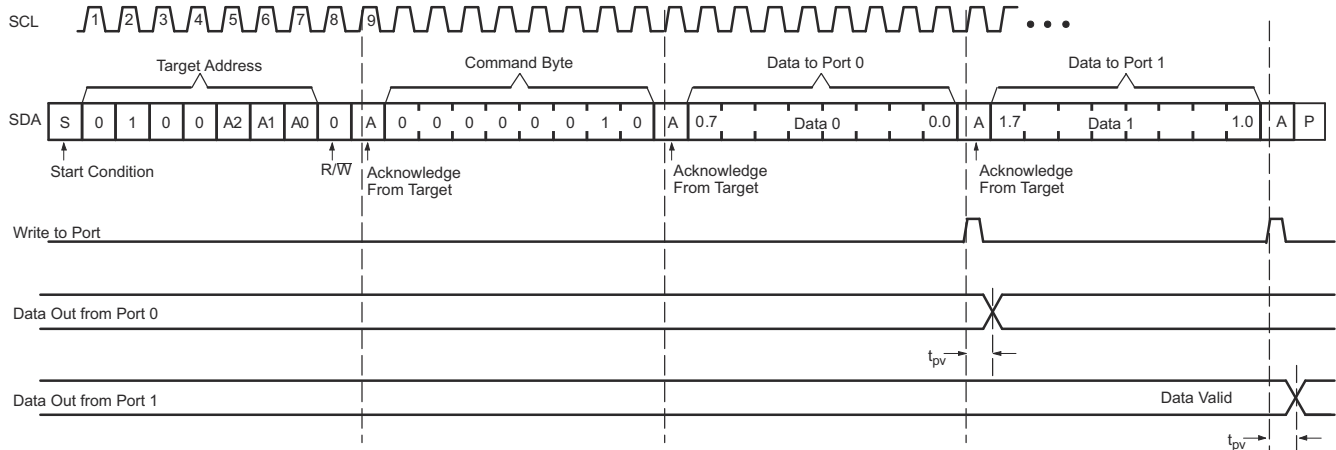 SCL 1 2 3 4 5 6 7 8 9 • • •
Target Address Command Byte Data to Port 0 Data to Port 1
SDA S 0 1 0 0 A2 A1 A0 0 A 0 0 0 0 0 0 1 0 A 0.7 Data 0 0.0 A 1.7 Data 1 1.0 A P
Start Condition R/W̅ Acknowledge From Target Acknowledge From Target Acknowledge From Target
Write to Port
Data Out from Port 0
tpv
Data Out from Port 1 Data Valid
tpv